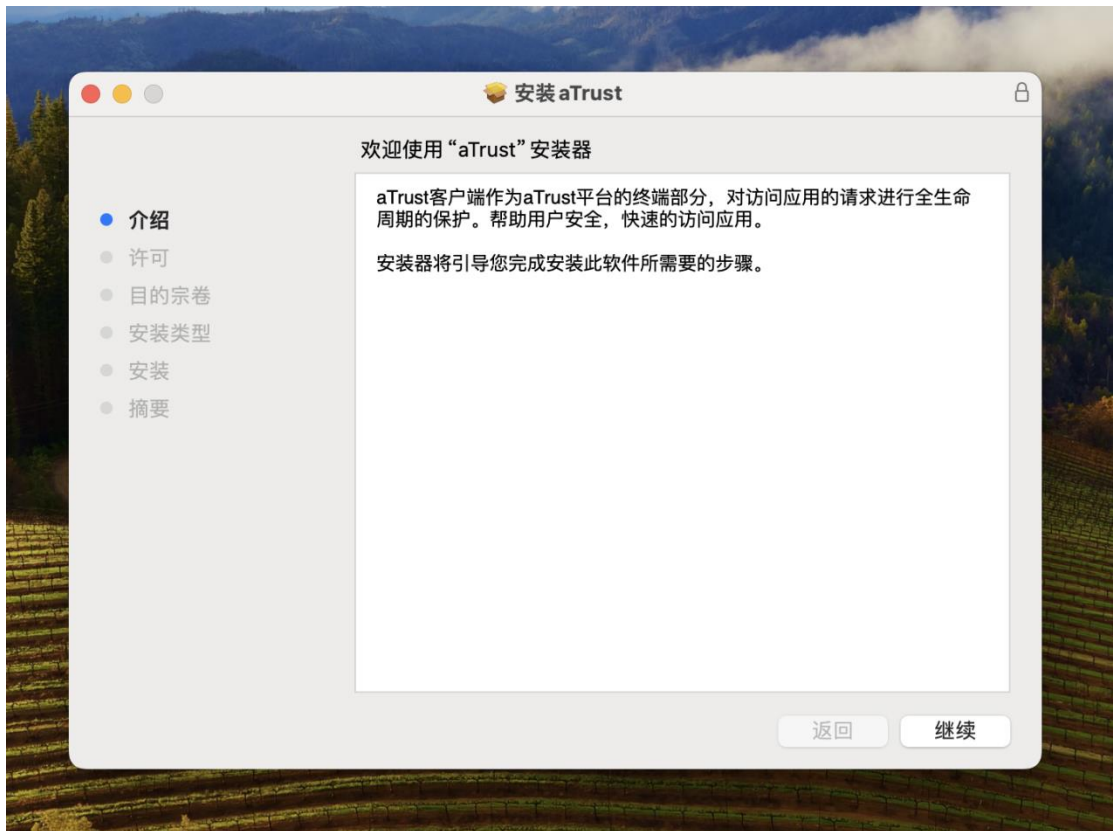 安装 aTrust
欢迎使用“aTrust”安装器
介绍
许可
目的宗卷
安装类型
安装
摘要
aTrust客户端作为aTrust平台的终端部分，对访问应用的请求进行全生命
周期的保护。帮助用户安全，快速的访问应用。
安装器将引导您完成安装此软件所需要的步骤。
返回
继续